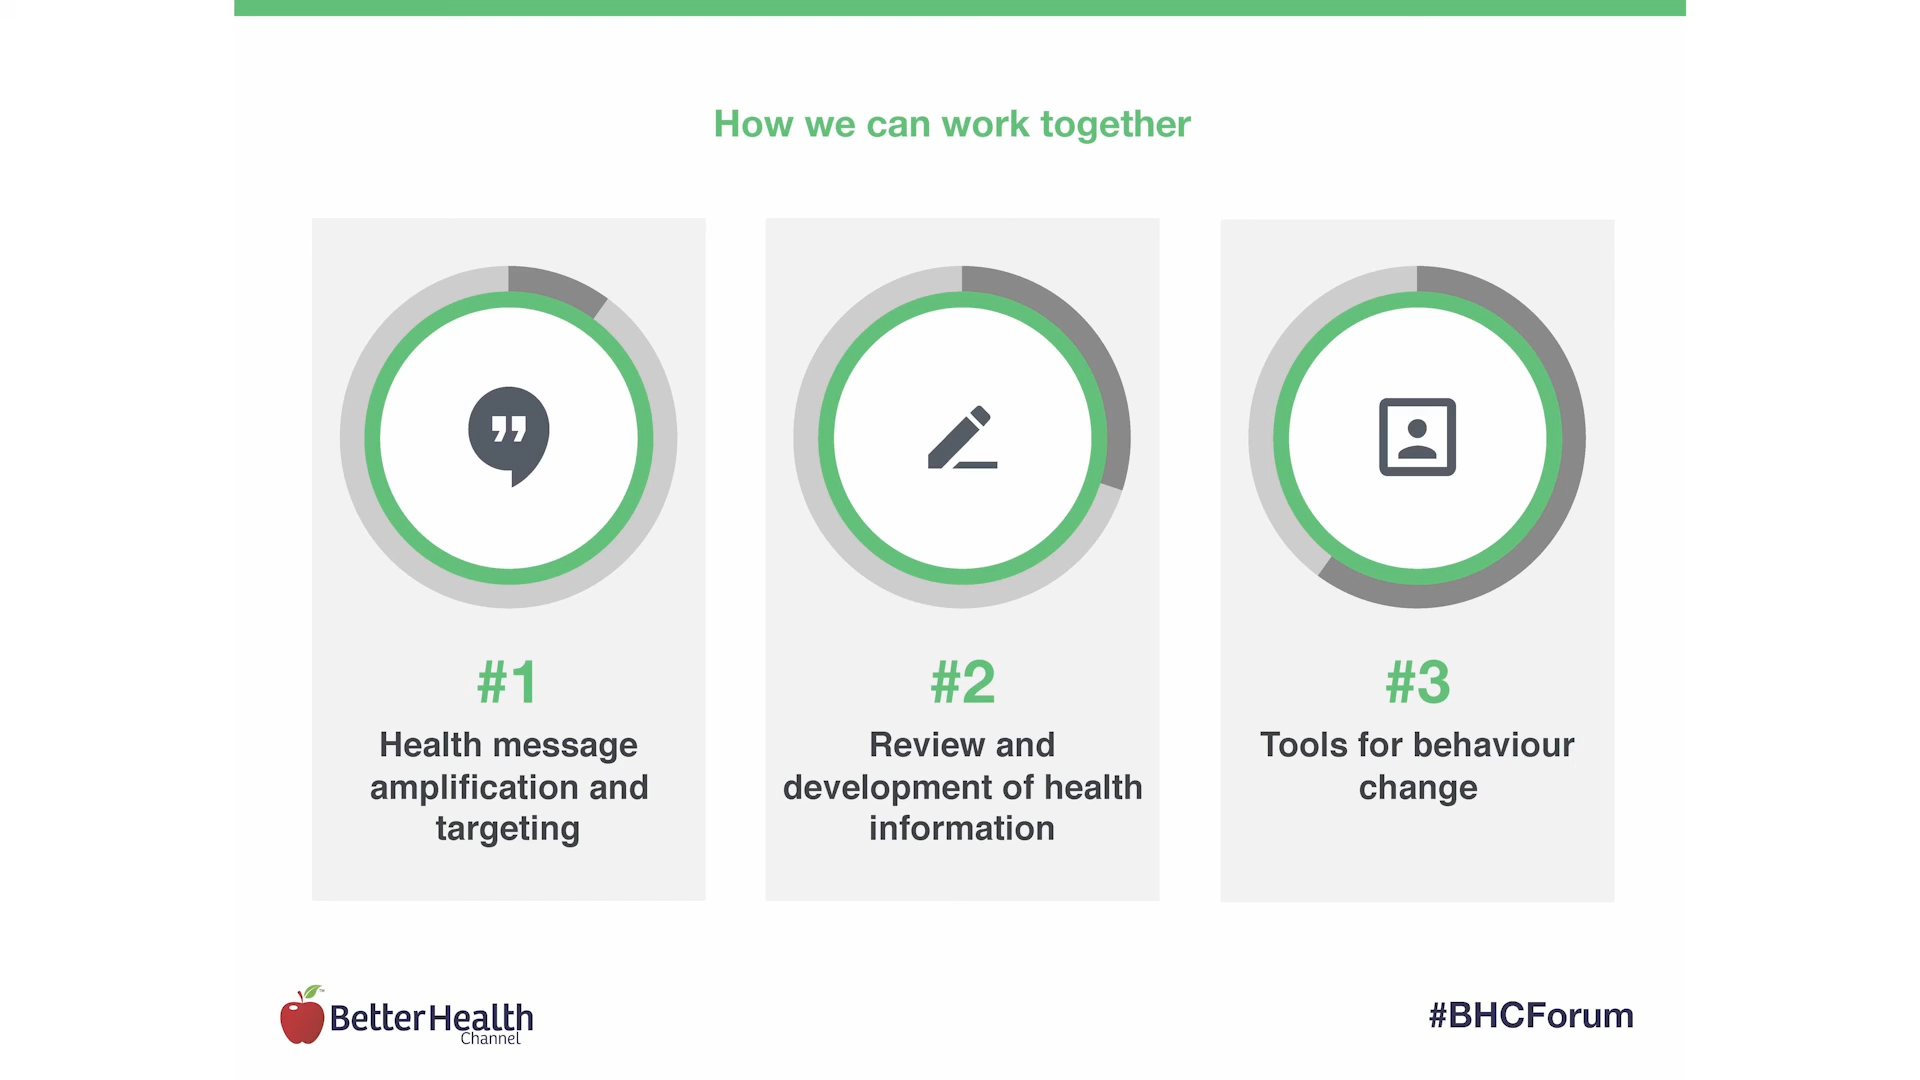 How we can work together
#1
Health message
amplification and
targeting
#2
Review and
development of health
information
#3
Tools for behaviour
change
BetterHealth
Channel
#BHCForum